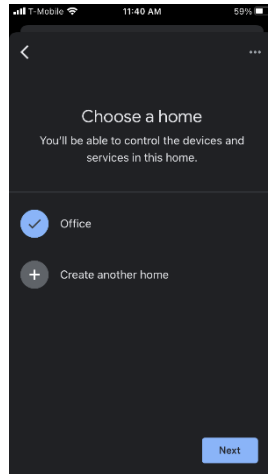 T-Mobile 11:40 AM 59%
Choose a home
You'll be able to control the devices and
services in this home.
Office
Create another home
Next